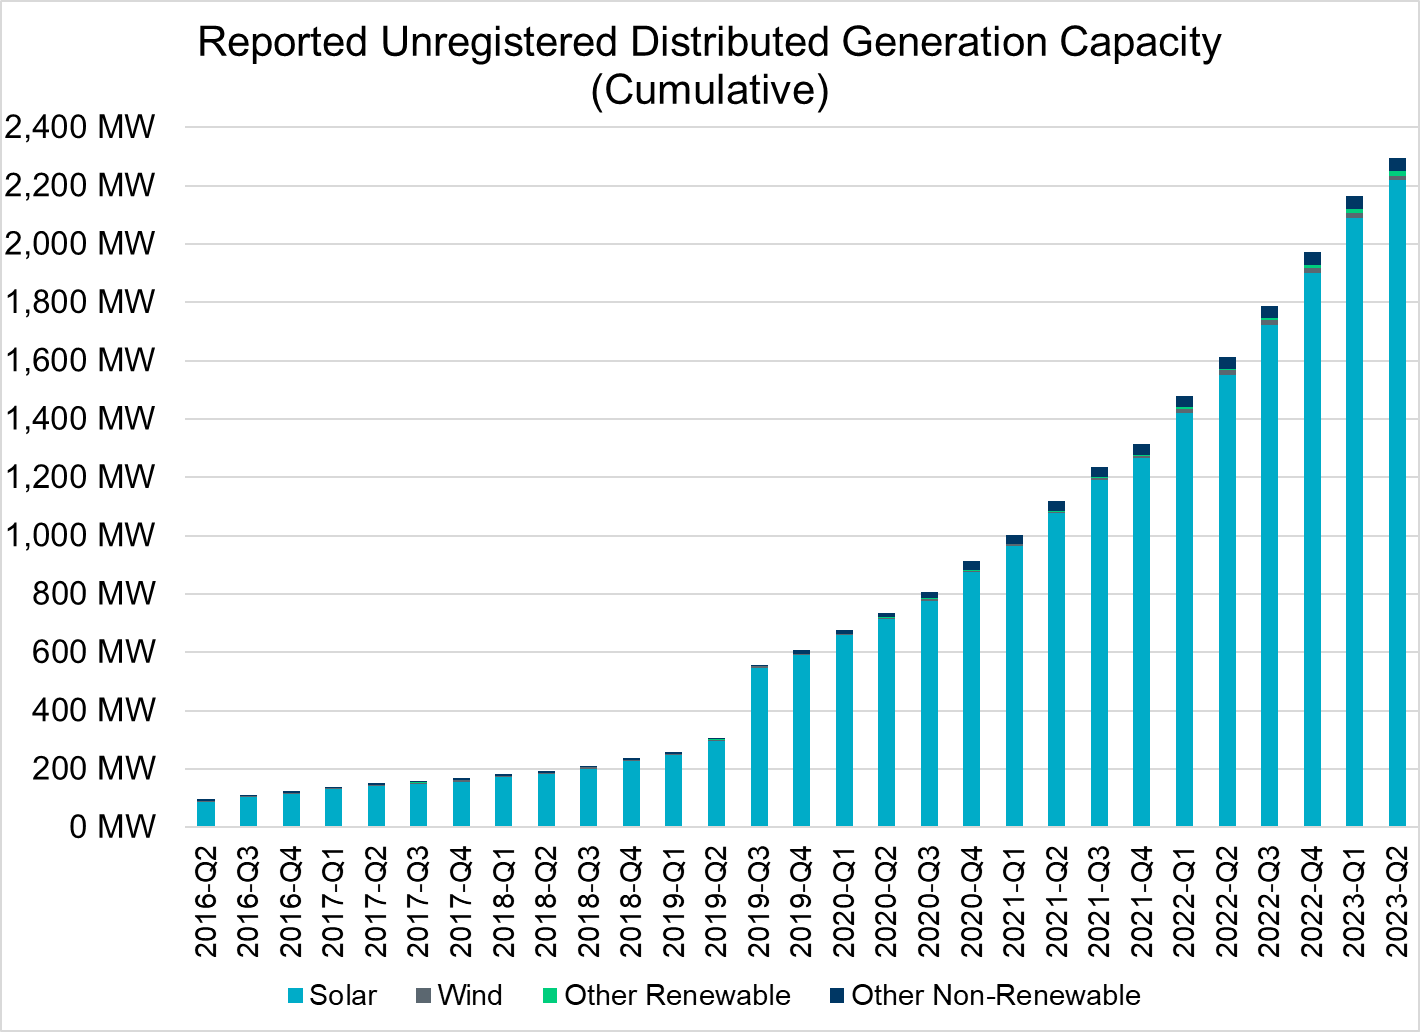 Reported Unregistered Distributed Generation Capacity
(Cumulative)
2,400 MW
2,200 MW
2,000 MW
1,800 MW
1,600 MW
1,400 MW
1,200 MW
1,000 MW
800 MW
600 MW
400 MW
200 MW
0 MW
2016-Q2
2016-Q3
2016-Q4
2017-Q1
2017-Q2
2017-Q3
2017-Q4
2018-Q1
2018-Q2
2018-Q3
2018-Q4
2019-Q1
2019-Q2
2019-Q3
2019-Q4
2020-Q1
2020-Q2
2020-Q3
2020-Q4
2021-Q1
2021-Q2
2021-Q3
2021-Q4
2022-Q1
2022-Q2
2022-Q3
2022-Q4
2023-Q1
2023-Q2
Solar Wind Other Renewable Other Non-Renewable